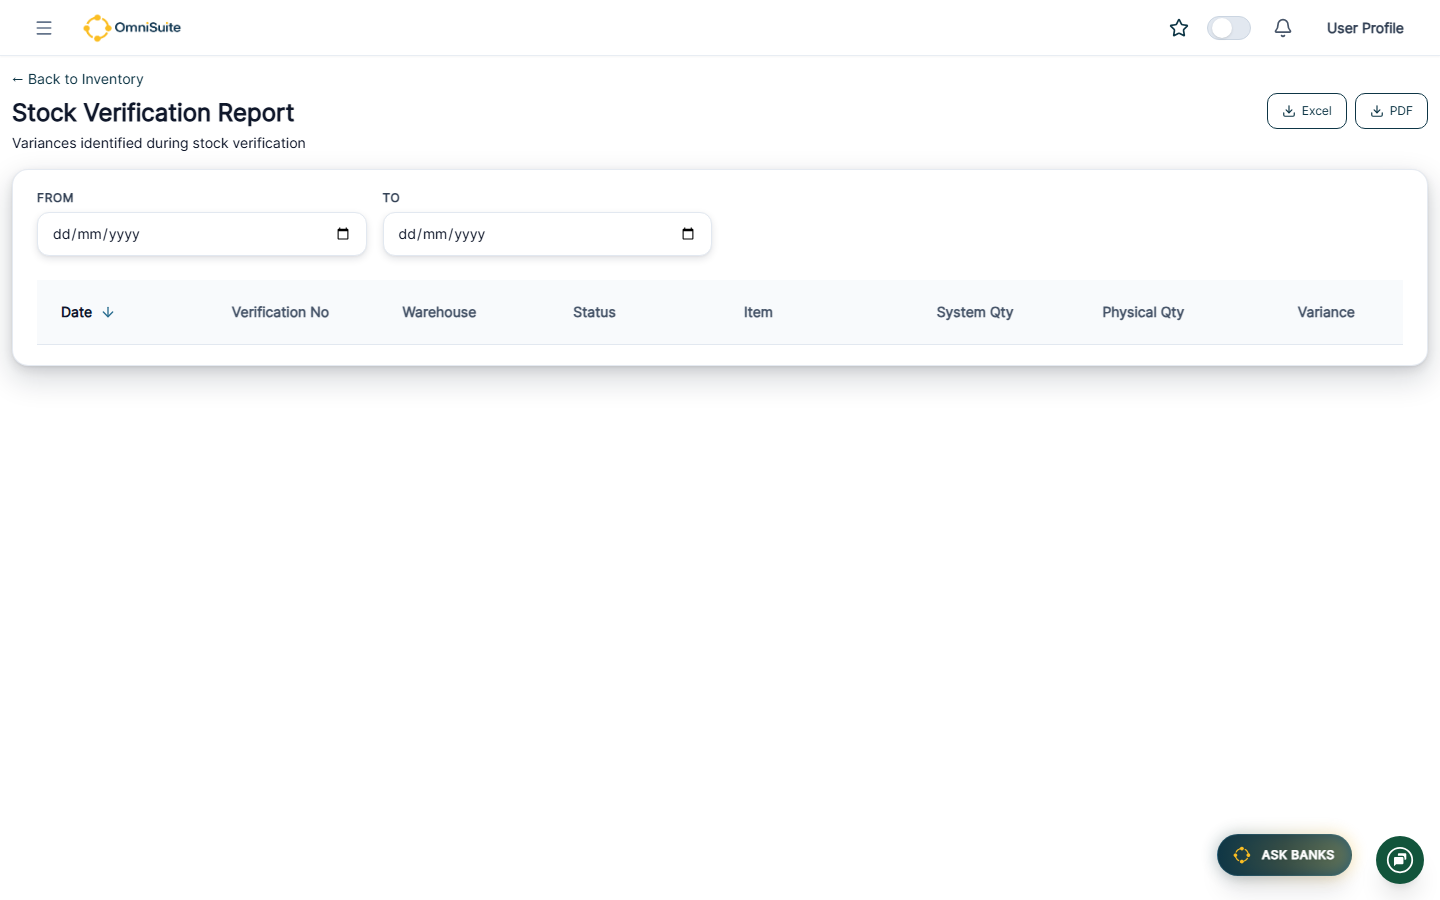 OmniSuite
User Profile
← Back to Inventory
Stock Verification Report
Excel
PDF
Variances identified during stock verification
FROM
TO
dd/mm/yyyy
dd/mm/yyyy
Date ↓ Verification No Warehouse Status Item System Qty Physical Qty Variance
ASK BANKS